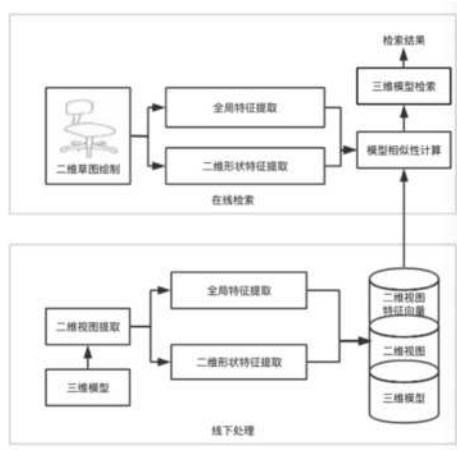 检索结果
三维模型检索
全局特征提取
二维草图绘制
二维形状特征提取
模型相似性计算
在线检索
全局特征提取
二维视图
特征向量
二维视图提取
二维视图
二维形状特征提取
三维模型
三维模型
线下处理